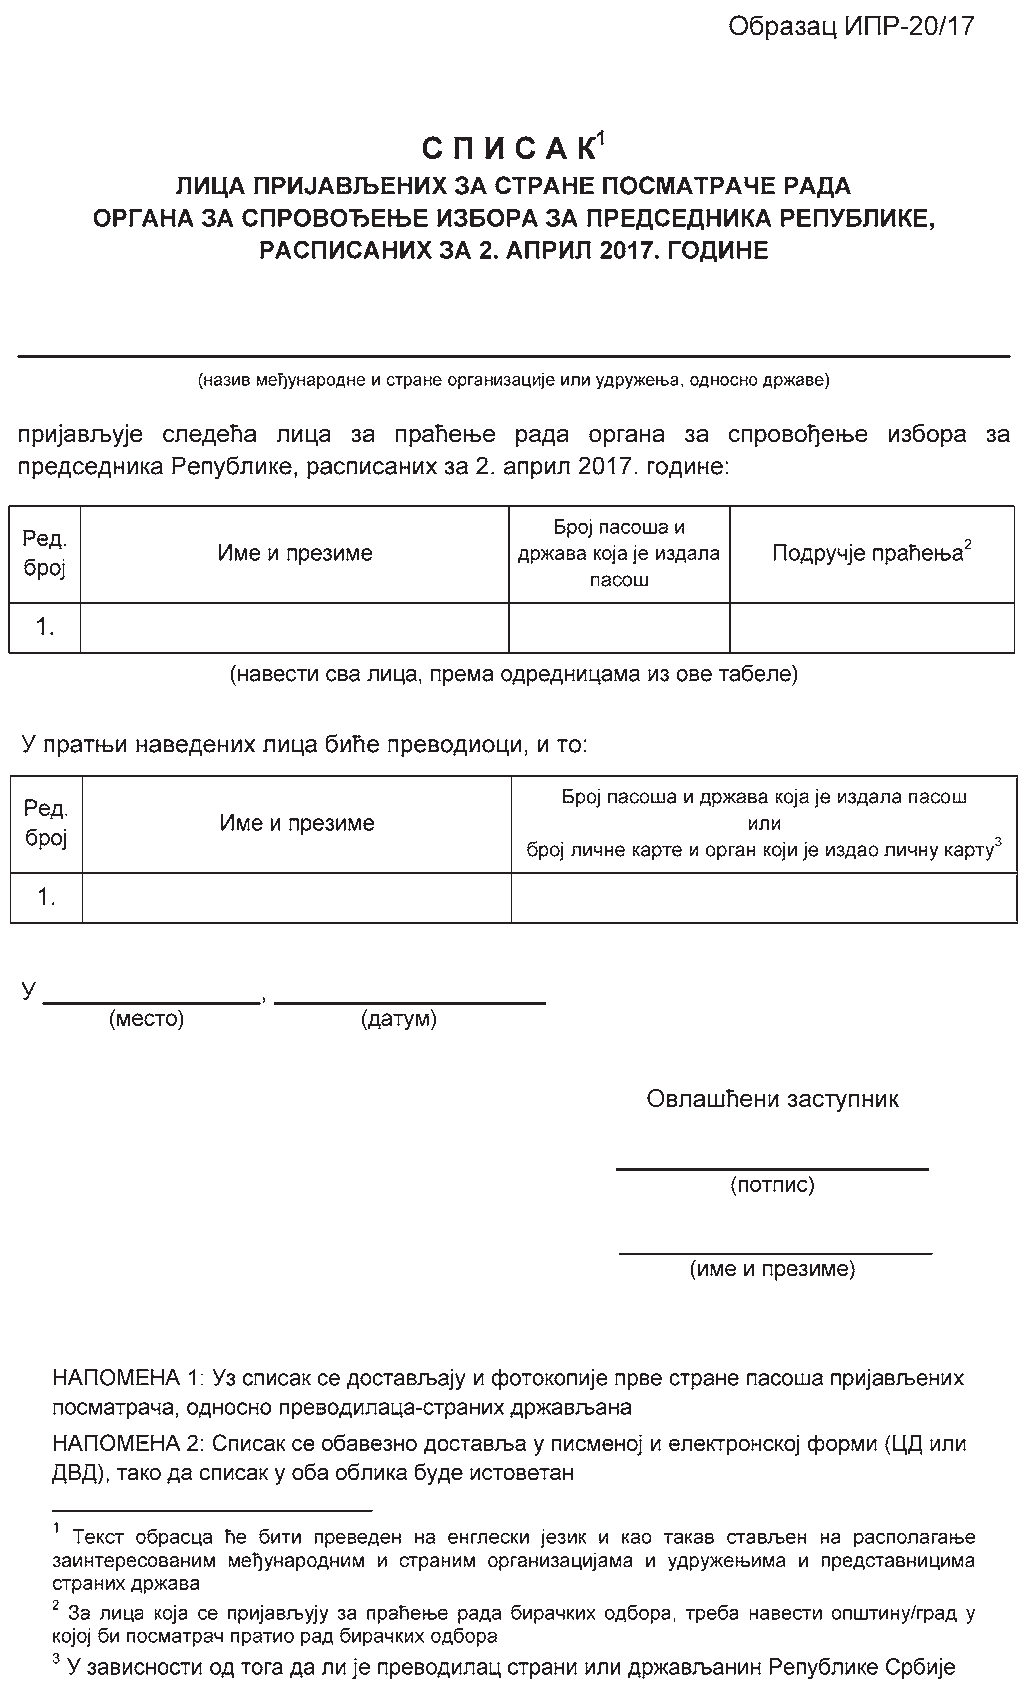 Образац ИПР-20/17
С П И С А К1
ЛИЦА ПРИЈАВЉЕНИХ ЗА СТРАНЕ ПОСМАТРАЧЕ РАДА
ОРГАНА ЗА СПРОВОЂЕЊЕ ИЗБОРА ЗА ПРЕДСЕДНИКА РЕПУБЛИКЕ,
РАСПИСАНИХ ЗА 2. АПРИЛ 2017. ГОДИНЕ
(назив међународне и стране организације или удружења, односно државе)
пријављује следећа лица за праћење рада органа за спровођење избора за
председника Републике, расписаних за 2. април 2017. године:
Ред.
број
Име и презиме
Број пасоша и
држава која је издала
пасош
Подручје праћења2
1.
(навести сва лица, према одредницама из ове табеле)
У пратњи наведених лица биће преводиоци, и то:
Ред.
број
Име и презиме
Број пасоша и држава која је издала пасош
или
број личне карте и орган који је издао личну карту3
1.
У ________________, ____________________
(место) (датум)
Овлашћени заступник
(потпис)
(име и презиме)
НАПОМЕНА 1: Уз списак се достављају и фотокопије прве стране пасоша пријављених
посматрача, односно преводилаца-страних држављана
НАПОМЕНА 2: Списак се обавезно доставља у писменој и електронској форми (ЦД или
ДВД), тако да списак у оба облика буде истоветан
1 Текст обрасца ће бити преведен на енглески језик и као такав стављен на располагање
заинтересованим међународним и страним организацијама и удружењима и представницима
страних држава
2 За лица која се пријављују за праћење рада бирачких одбора, треба навести општину/град у
којој би посматрач пратио рад бирачких одбора
3 У зависности од тога да ли је преводилац страни или држављанин Републике Србије